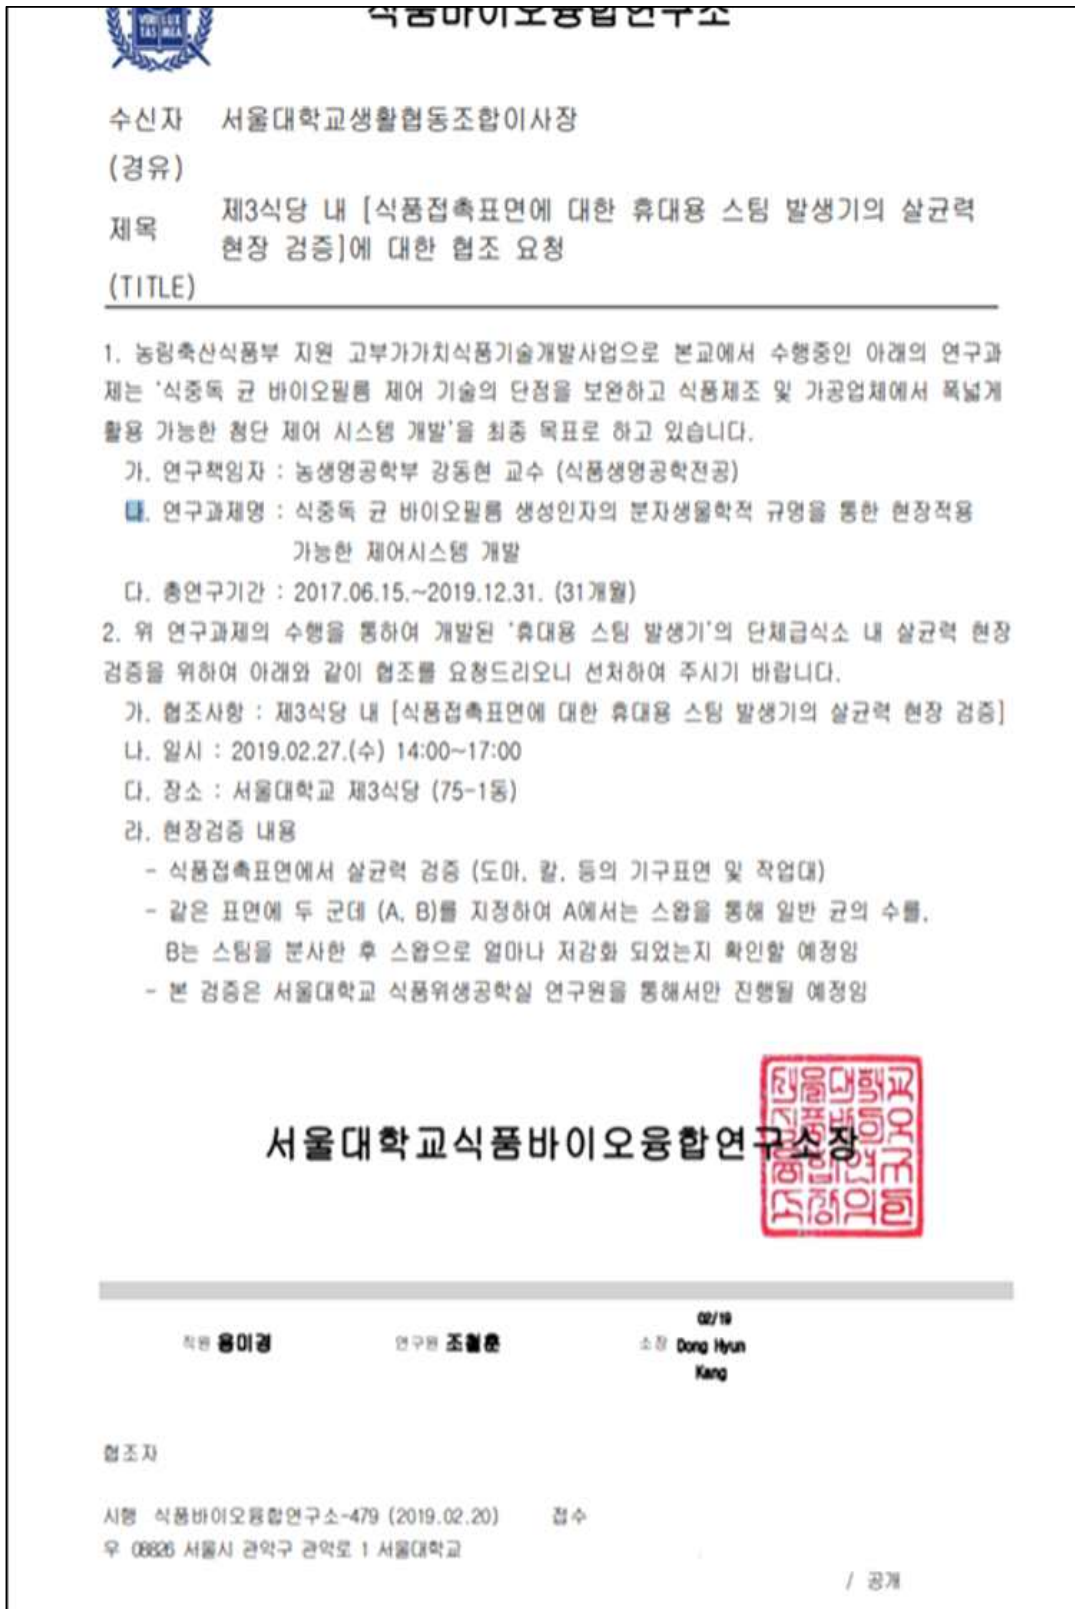 식품바이오융합연구소
VERI LUX
TAS MEA
수신자 서울대학교생활협동조합이사장
(경유)
제목 제3식당 내 [식품접촉표면에 대한 휴대용 스팀 발생기의 살균력
현장 검증]에 대한 협조 요청
(TITLE)
1. 농림축산식품부 지원 고부가가치식품기술개발사업으로 본교에서 수행중인 아래의 연구과
제는 '식중독 균 바이오필름 제어 기술의 단점을 보완하고 식품제조 및 가공업체에서 폭넓게
활용 가능한 첨단 제어 시스템 개발'을 최종 목표로 하고 있습니다.
가. 연구책임자 : 농생명공학부 강동현 교수 (식품생명공학전공)
나. 연구과제명 : 식중독 균 바이오필름 생성인자의 분자생물학적 규명을 통한 현장적용
가능한 제어시스템 개발
다. 총연구기간 : 2017.06.15.~2019.12.31. (31개월)
2. 위 연구과제의 수행을 통하여 개발된 '휴대용 스팀 발생기'의 단체급식소 내 살균력 현장
검증을 위하여 아래와 같이 협조를 요청드리오니 선처하여 주시기 바랍니다.
가. 협조사항 : 제3식당 내 [식품접촉표면에 대한 휴대용 스팀 발생기의 살균력 현장 검증]
나. 일시 : 2019.02.27.(수) 14:00~17:00
다. 장소 : 서울대학교 제3식당 (75-1동)
라. 현장검증 내용
- 식품접촉표면에서 살균력 검증 (도마, 칼, 등의 기구표면 및 작업대)
- 같은 표면에 두 군데 (A, B)를 지정하여 A에서는 스왑을 통해 일반 균의 수를,
B는 스팀을 분사한 후 스왑으로 얼마나 저감화 되었는지 확인할 예정임
- 본 검증은 서울대학교 식품위생공학실 연구원을 통해서만 진행될 예정임
서울대학교식품바이오융합연구소장
02/19
직원 용미경 연구원 조철훈 소장 Dong Hyun
Kang
협조자
시행 식품바이오융합연구소-479 (2019.02.20) 접수
우 08826 서울시 관악구 관악로 1 서울대학교
/ 공개